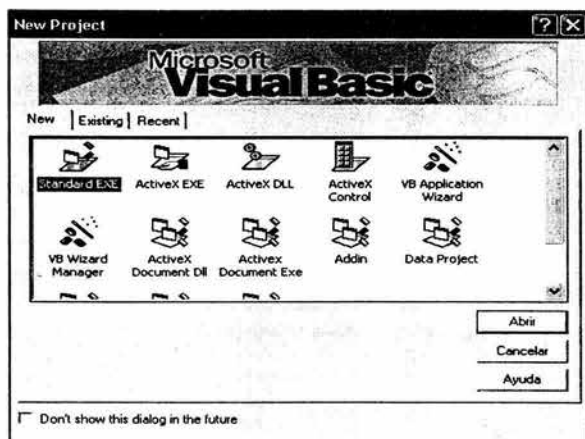 New Project
Microsoft
Visual Basic
New Existing Recent
Standard EXE ActiveX EXE ActiveX DLL ActiveX Control VB Application Wizard
VB Wizard Manager ActiveX Document Dll Activex Document Exe Addin Data Project
Abrir
Cancelar
Ayuda
Don't show this dialog in the future